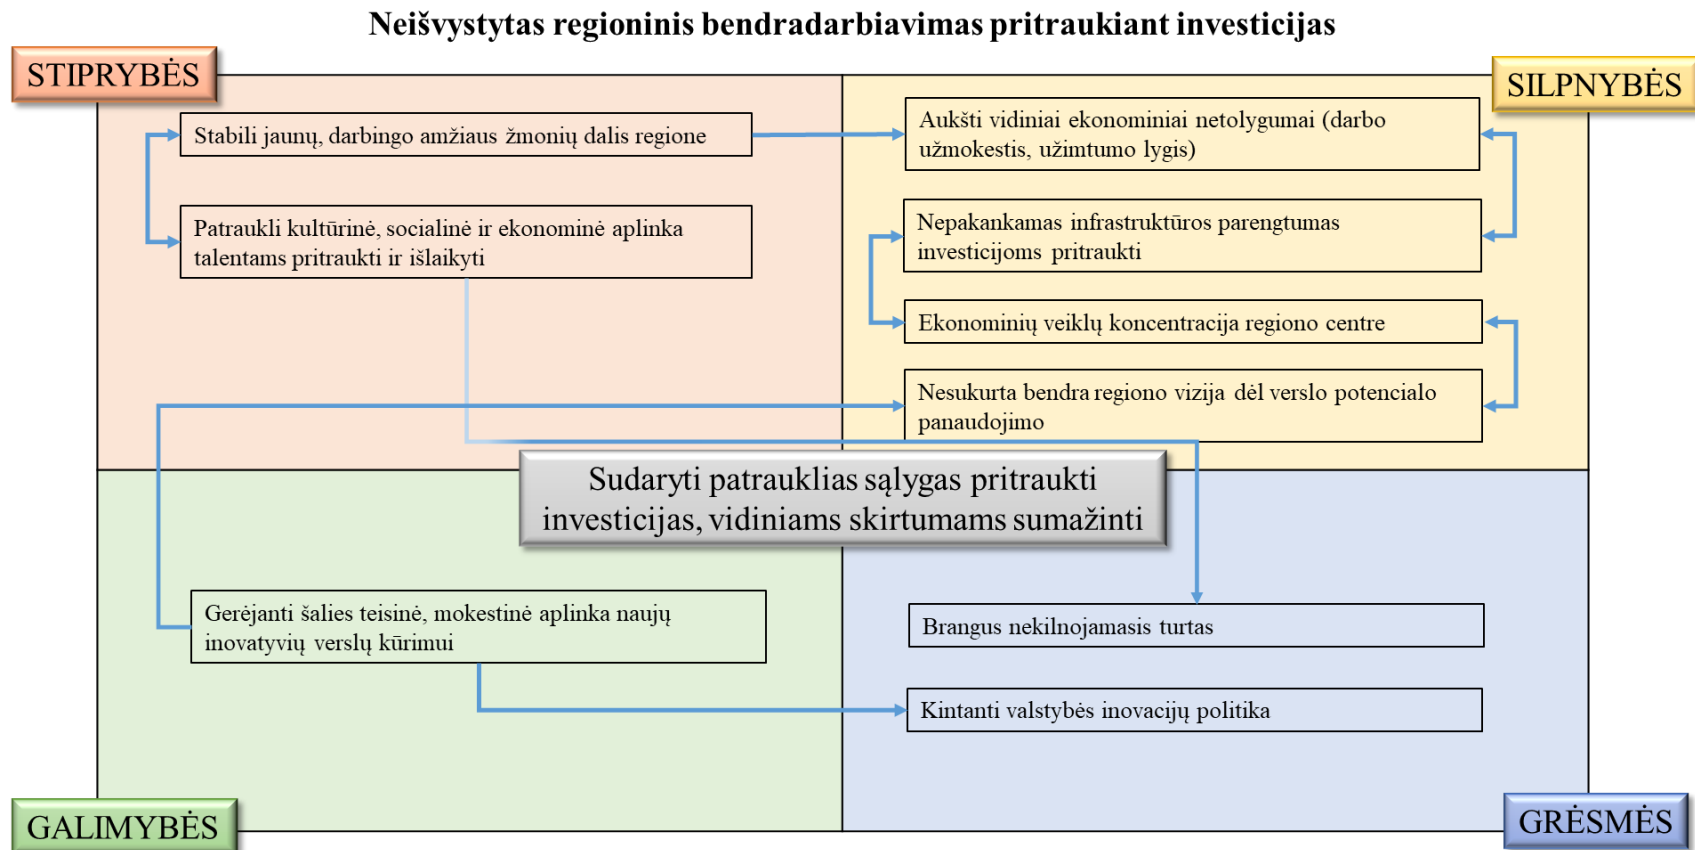 Neišvystytas regioninis bendradarbiavimas pritraukiant investicijas
STIPRYBĖS
SILPNYBĖS
Stabili jaunų, darbingo amžiaus žmonių dalis regione
Patraukli kultūrinė, socialinė ir ekonominė aplinka
talentams pritraukti ir išlaikyti
Aukšti vidiniai ekonominiai netolygumai (darbo
užmokestis, užimtumo lygis)
Nepakankamas infrastruktūros parengtumas
investicijoms pritraukti
Ekonominių veiklų koncentracija regiono centre
Nesukurta bendra regiono vizija dėl verslo potencialo
panaudojimo
Sudaryti patrauklias sąlygas pritraukti
investicijas, vidiniams skirtumams sumažinti
Gerėjanti šalies teisinė, mokestinė aplinka naujų
inovatyvių verslų kūrimui
Brangus nekilnojamasis turtas
Kintanti valstybės inovacijų politika
GALIMYBĖS
GRĖSMĖS